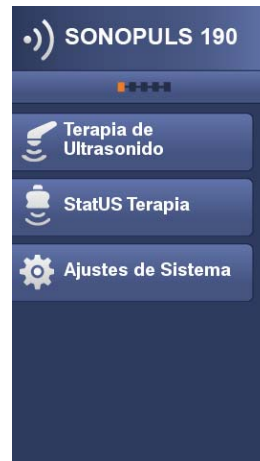 SONOPULS 190
Terapia de
Ultrasonido
StatUS Terapia
Ajustes de Sistema